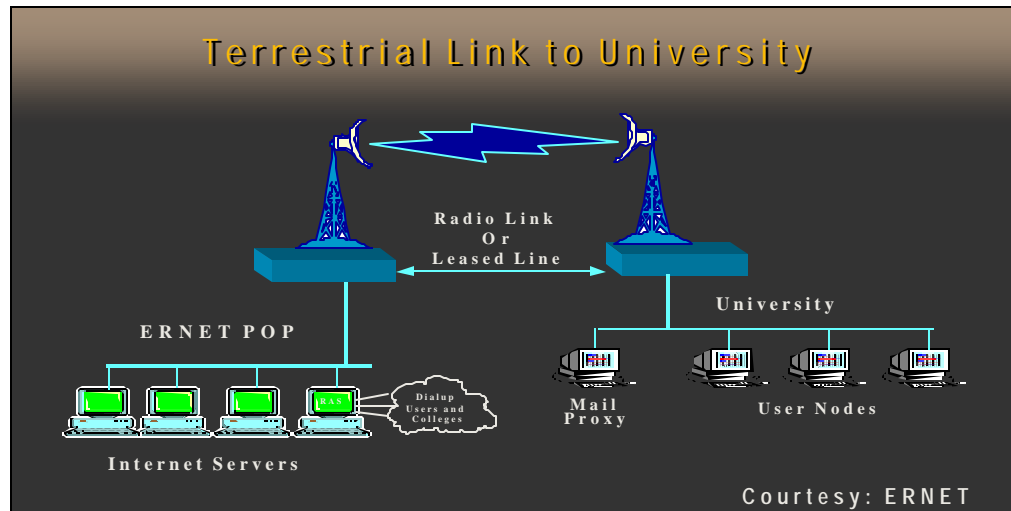 Terrestrial Link to University
Radio Link
Or
Leased Line
University
ERNET POP
RAS
Dialup
Users and
Colleges
Mail
Proxy
User Nodes
Internet Servers
Courtesy: ERNET